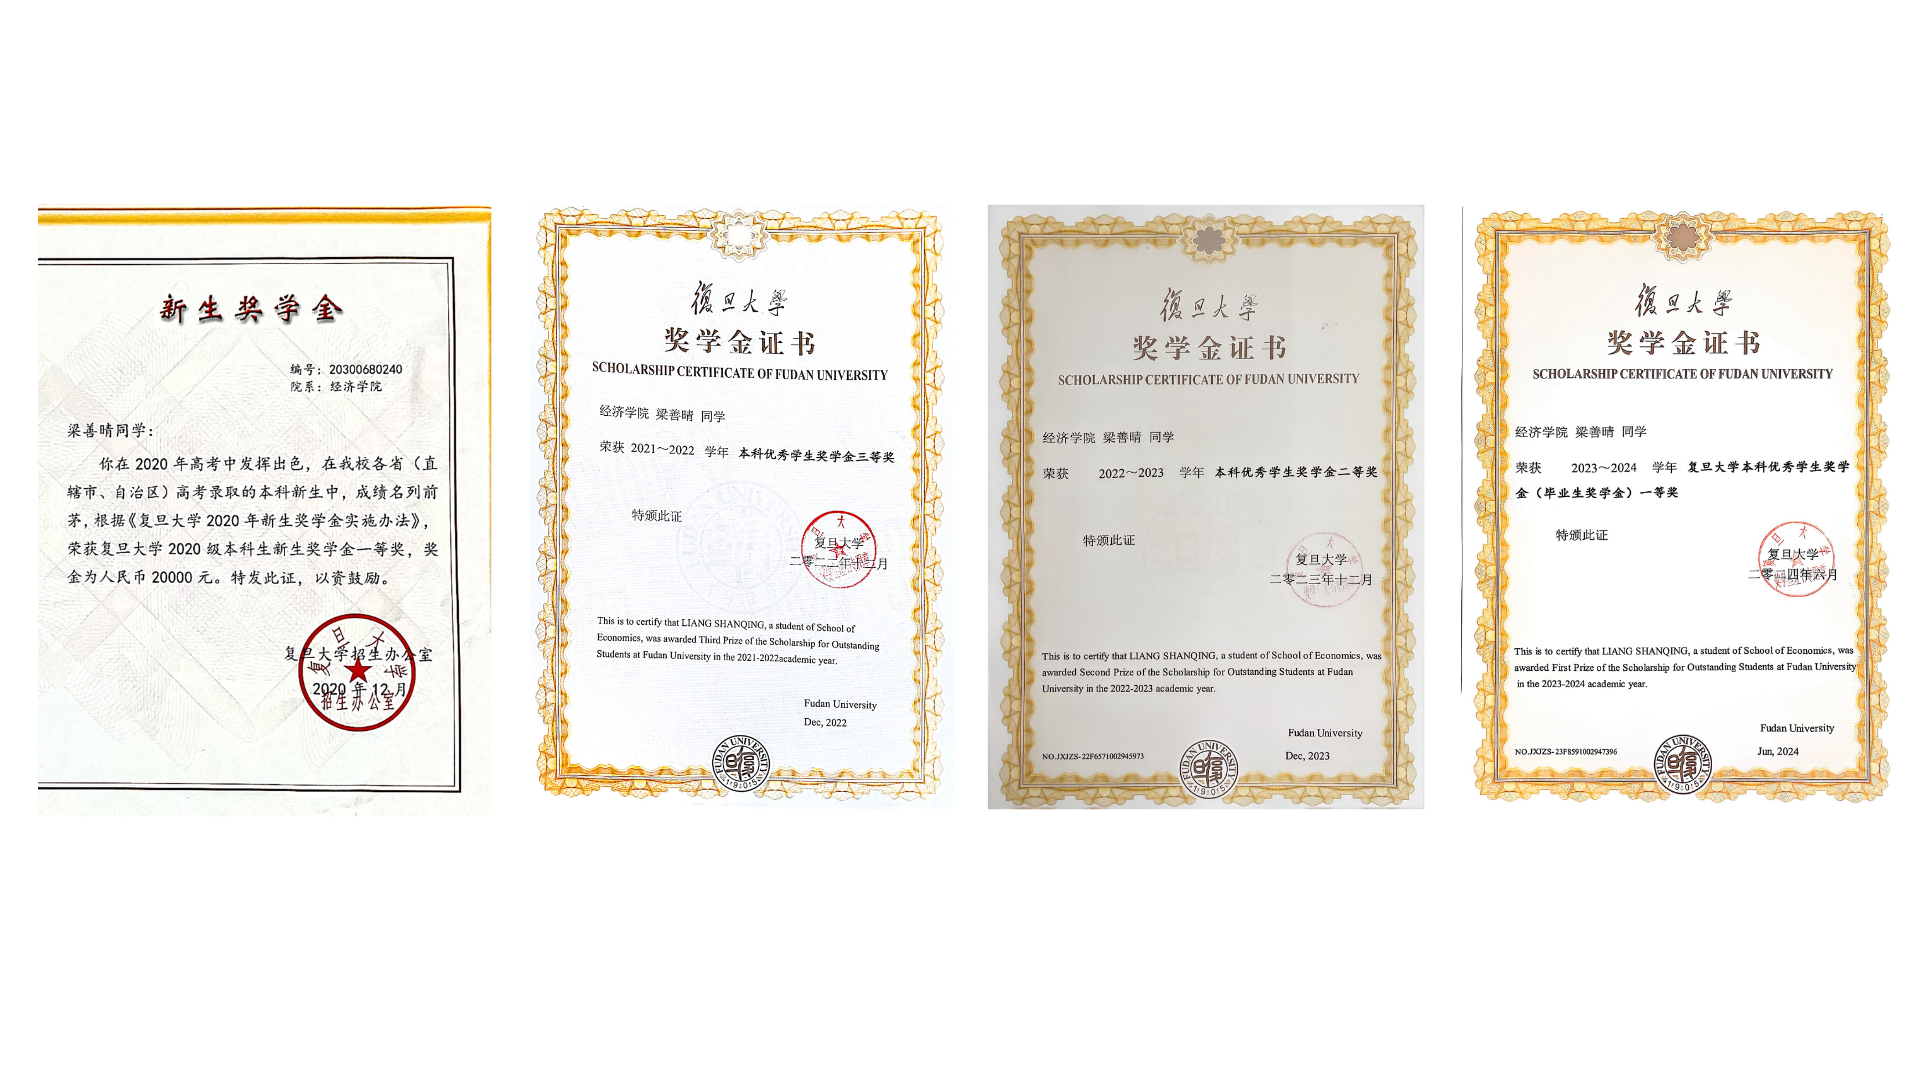 新生奖学金
编号：20300680240
院系：经济学院
梁善晴同学：
你在 2020 年高考中发挥出色，在我校各省（直
辖市、自治区）高考录取的本科新生中，成绩名列前
茅，根据《复旦大学 2020 年新生奖学金实施办法》，
荣获复旦大学 2020 级本科生新生奖学金一等奖，奖
金为人民币 20000 元。特发此证，以资鼓励。
复旦大学招生办公室
2020 年 12 月
复旦大学
招生办公室
復旦大學
奖学金证书
SCHOLARSHIP CERTIFICATE OF FUDAN UNIVERSITY
经济学院 梁善晴 同学
荣获 2021～2022 学年 本科优秀学生奖学金三等奖
特颁此证
复旦大学
二零二二年十二月
This is to certify that LIANG SHANQING, a student of School of
Economics, was awarded Third Prize of the Scholarship for Outstanding
Students at Fudan University in the 2021-2022academic year.
Fudan University
Dec, 2022
FUDAN UNIVERSITY
1905
復旦大學
奖学金证书
SCHOLARSHIP CERTIFICATE OF FUDAN UNIVERSITY
经济学院 梁善晴 同学
荣获 2022～2023 学年 本科优秀学生奖学金二等奖
特颁此证
复旦大学
二零二三年十二月
This is to certify that LIANG SHANQING, a student of School of Economics, was
awarded Second Prize of the Scholarship for Outstanding Students at Fudan
University in the 2022-2023 academic year.
Fudan University
NO.JXJZS-22F6571002945973
Dec, 2023
FUDAN UNIVERSITY
1905
復旦大學
奖学金证书
SCHOLARSHIP CERTIFICATE OF FUDAN UNIVERSITY
经济学院 梁善晴 同学
荣获 2023～2024 学年 复旦大学本科优秀学生奖学
金（毕业生奖学金）一等奖
特颁此证
复旦大学
二零二四年六月
This is to certify that LIANG SHANQING, a student of School of Economics, was
awarded First Prize of the Scholarship for Outstanding Students at Fudan University
in the 2023-2024 academic year.
Fudan University
NO.JXJZS-23F8591002947396
Jun, 2024
FUDAN UNIVERSITY
1905